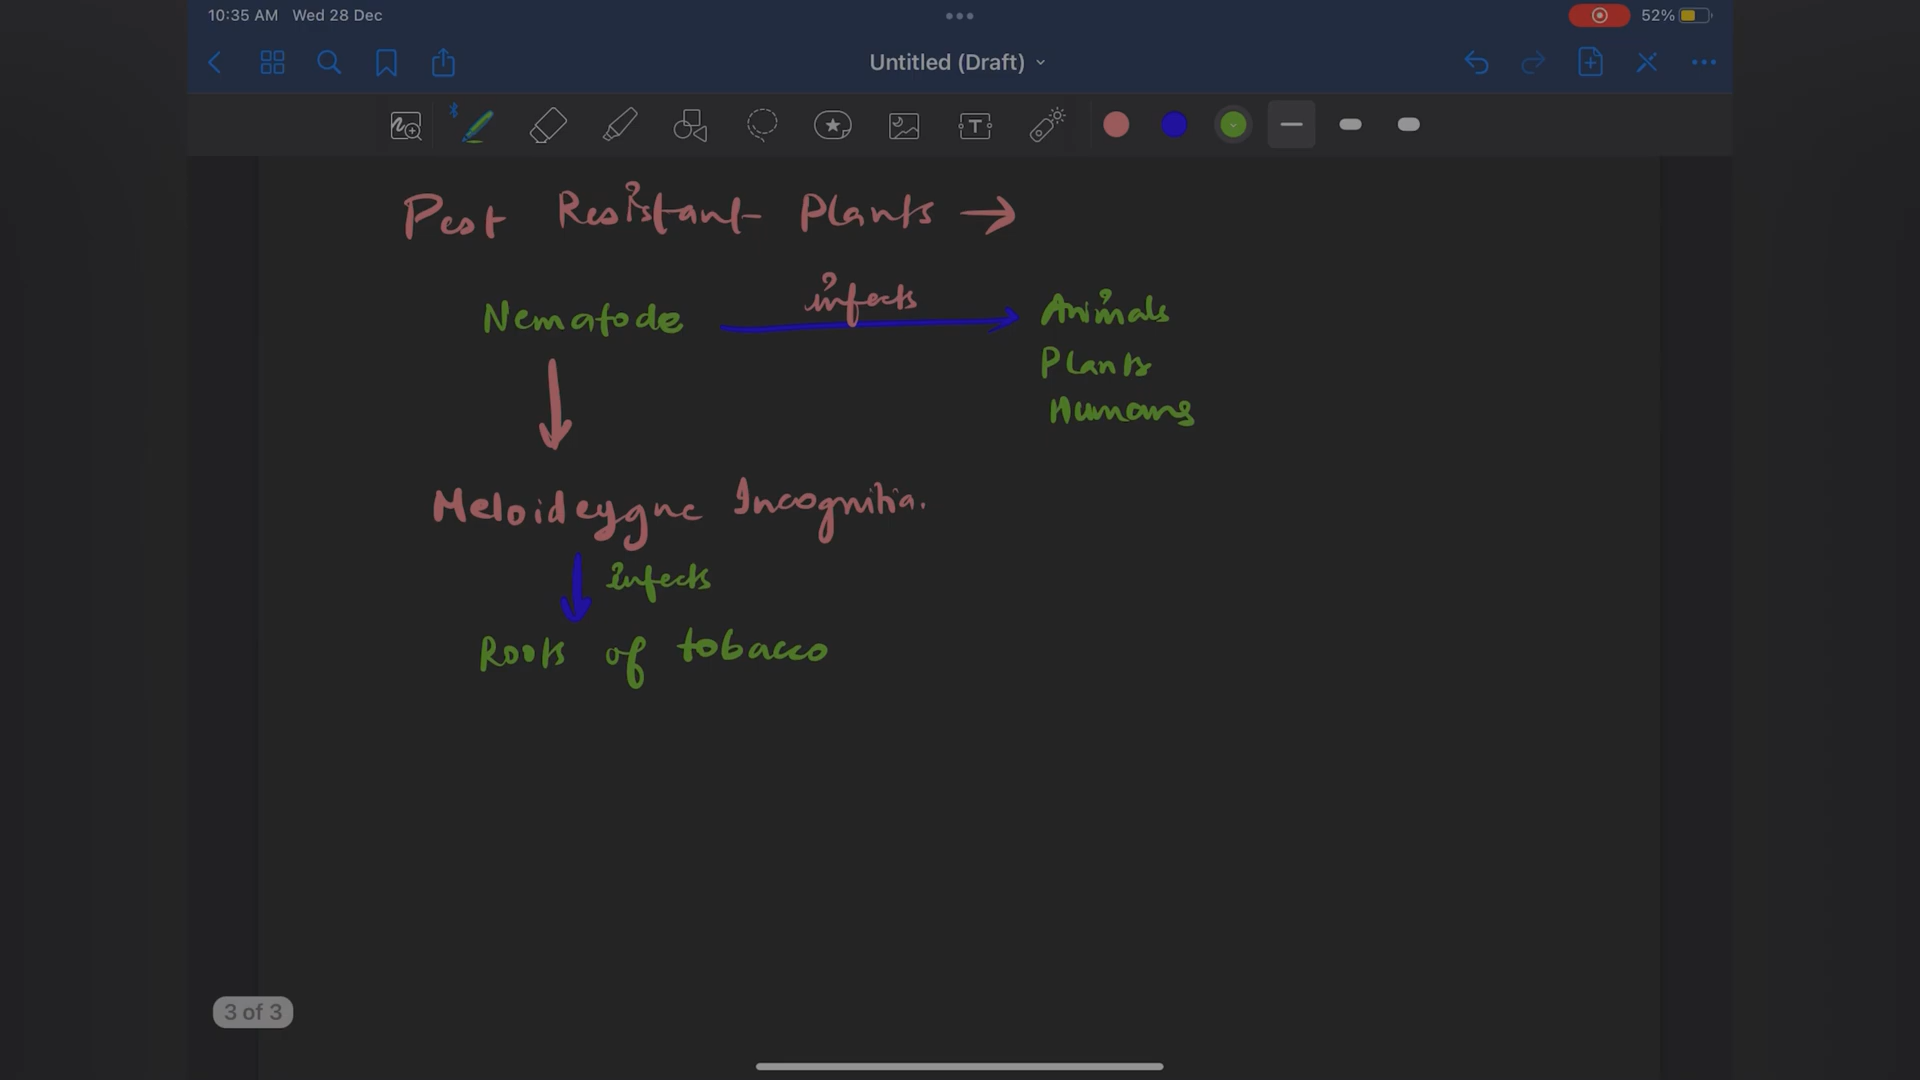 10:35 AM Wed 28 Dec
52%
Untitled (Draft)
Pest Resistant Plants →
infects
Nematode
Animals
Plants
Humans
Meloideygne Incognitia.
infects
Roots of tobacco
3 of 3